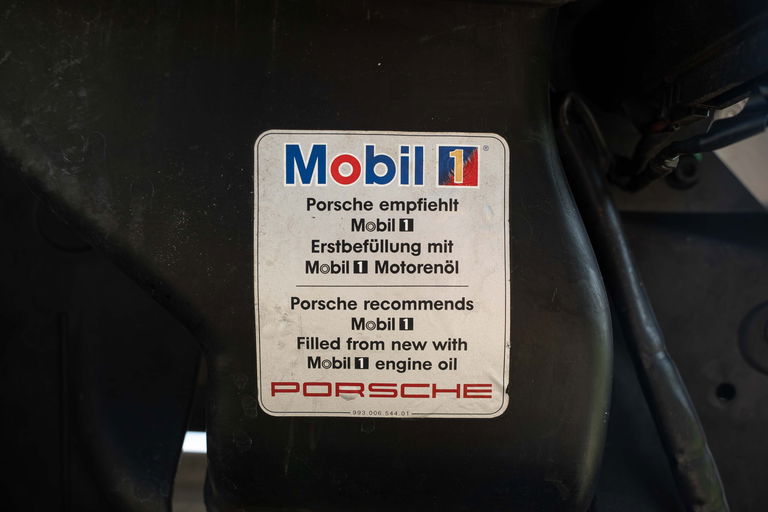 Mobil 1 ®
Porsche empfiehlt
Mobil 1
Erstbefüllung mit
Mobil 1 Motorenöl
Porsche recommends
Mobil 1
Filled from new with
Mobil 1 engine oil
PORSCHE
993.006.544.01